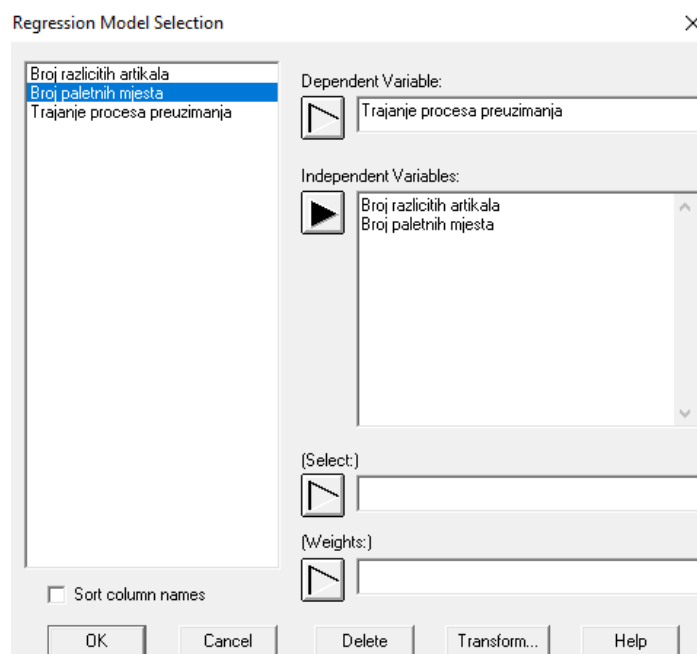 Regression Model Selection
Broj razlicitih artikala
Broj paletnih mjesta
Trajanje procesa preuzimanja
Dependent Variable:
Trajanje procesa preuzimanja
Independent Variables:
Broj razlicitih artikala
Broj paletnih mjesta
(Select:)
(Weights:)
Sort column names
OK
Cancel
Delete
Transform...
Help